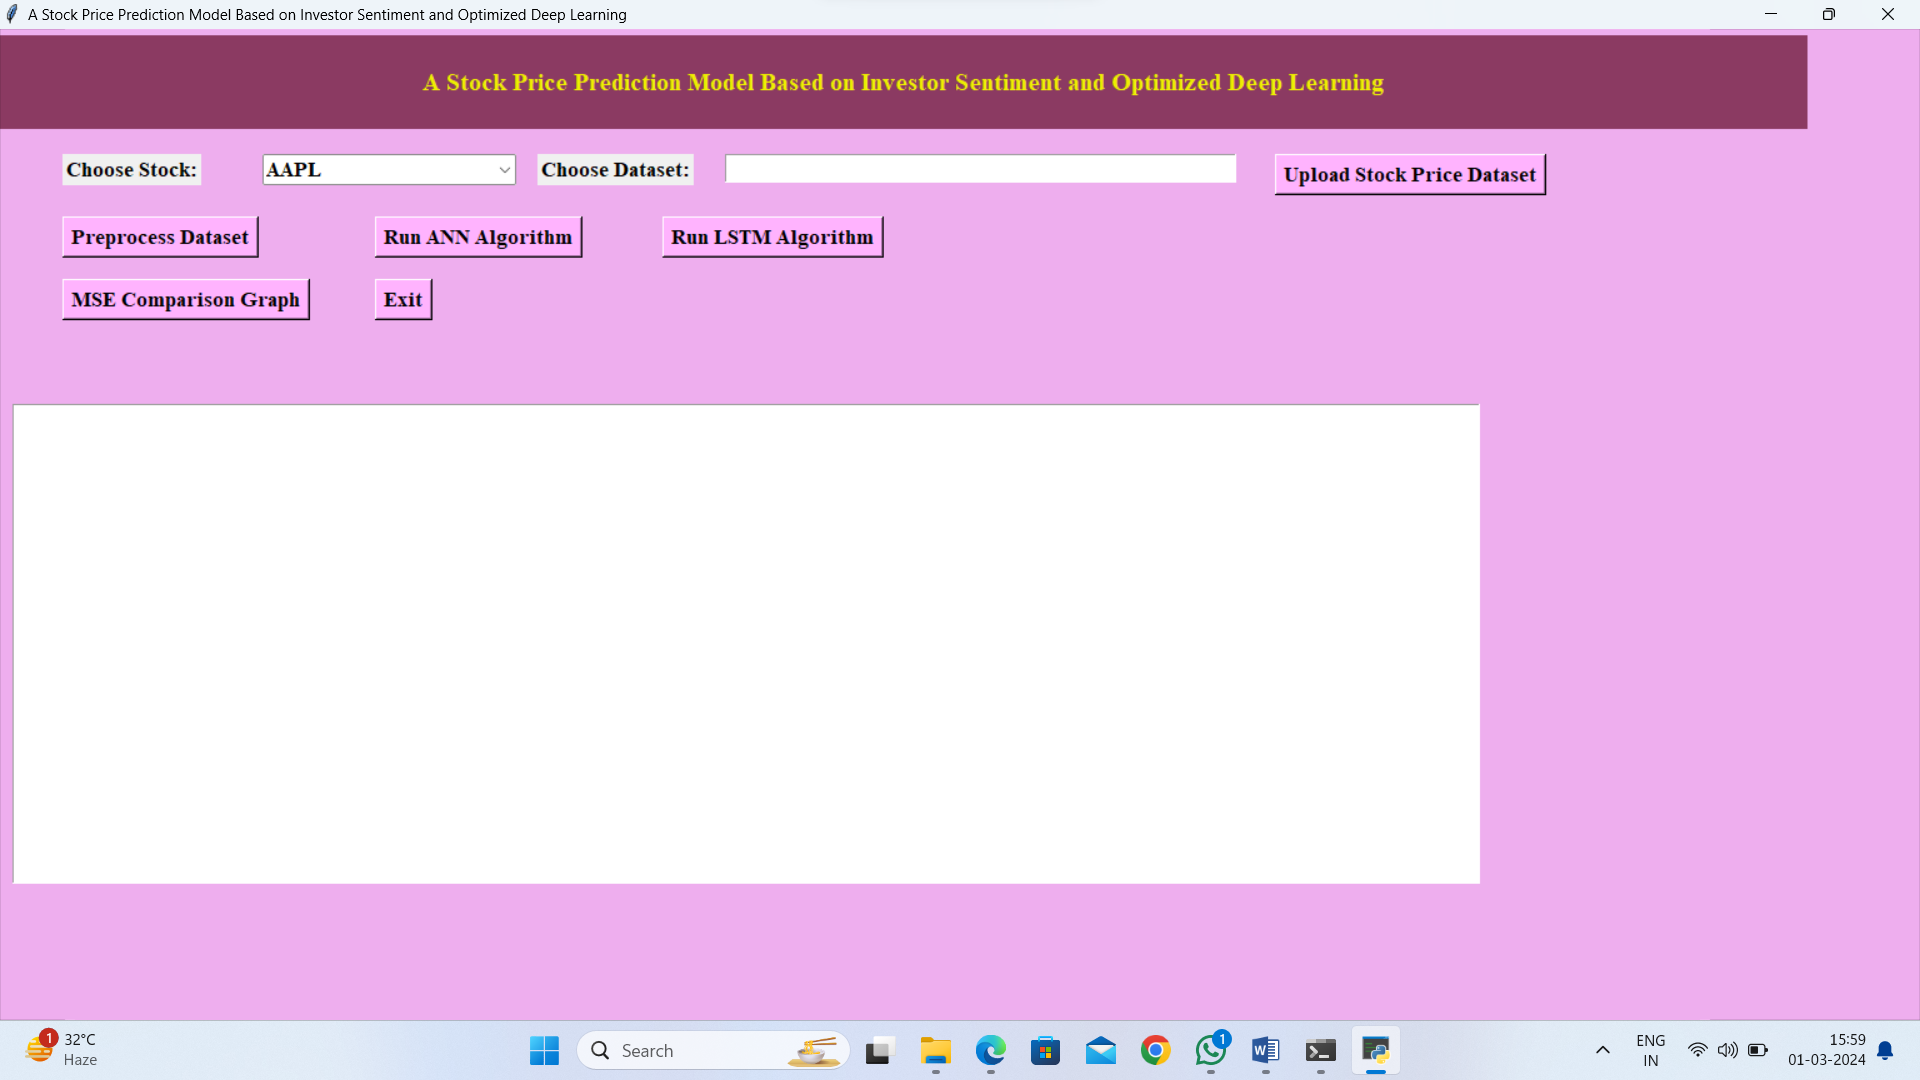 A Stock Price Prediction Model Based on Investor Sentiment and Optimized Deep Learning
A Stock Price Prediction Model Based on Investor Sentiment and Optimized Deep Learning
Choose Stock: AAPL Choose Dataset: Upload Stock Price Dataset
Preprocess Dataset Run ANN Algorithm Run LSTM Algorithm
MSE Comparison Graph Exit
1 32°C
Haze
Search
W
1
ENG
IN
15:59
01-03-2024